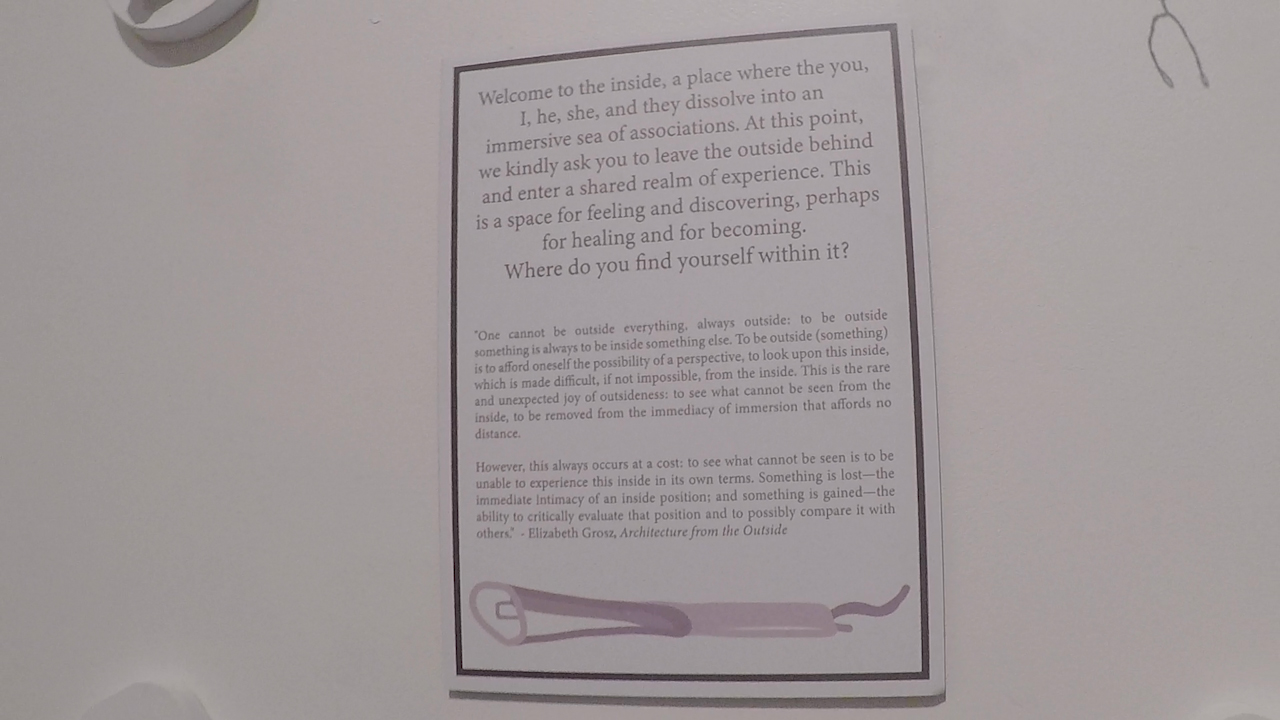 Welcome to the inside, a place where the you,
I, he, she, and they dissolve into an
immersive sea of associations. At this point,
we kindly ask you to leave the outside behind
and enter a shared realm of experience. This
is a space for feeling and discovering, perhaps
for healing and for becoming.
Where do you find yourself within it?
"One cannot be outside everything, always outside: to be outside
something is always to be inside something else. To be outside (something)
is to afford oneself the possibility of a perspective, to look upon this inside,
which is made difficult, if not impossible, from the inside. This is the rare
and unexpected joy of outsideness: to see what cannot be seen from the
inside, to be removed from the immediacy of immersion that affords no
distance.
However, this always occurs at a cost: to see what cannot be seen is to be
unable to experience this inside in its own terms. Something is lost—the
immediate Intimacy of an inside position; and something is gained—the
ability to critically evaluate that position and to possibly compare it with
others." - Elizabeth Grosz, Architecture from the Outside